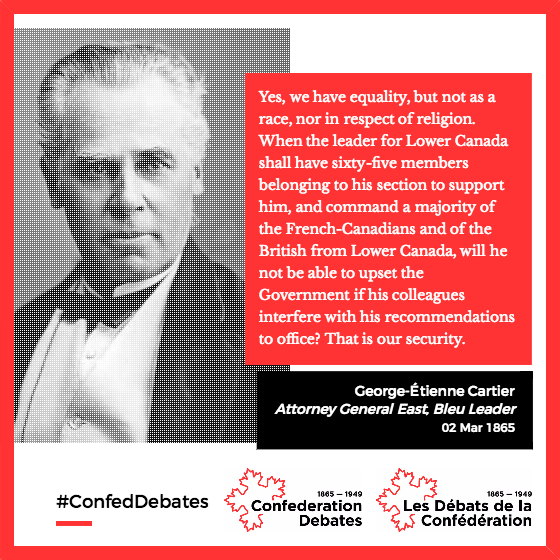 Yes, we have equality, but not as a
race, nor in respect of religion.
When the leader for Lower Canada
shall have sixty-five members
belonging to his section to support
him, and command a majority of
the French-Canadians and of the
British from Lower Canada, will he
not be able to upset the
Government if his colleagues
interfere with his recommendations
to office? That is our security.
George-Étienne Cartier
Attorney General East, Bleu Leader
02 Mar 1865
#ConfedDebates
1865 — 1949
Confederation
Debates
1865 — 1949
Les Débats de la
Confédération